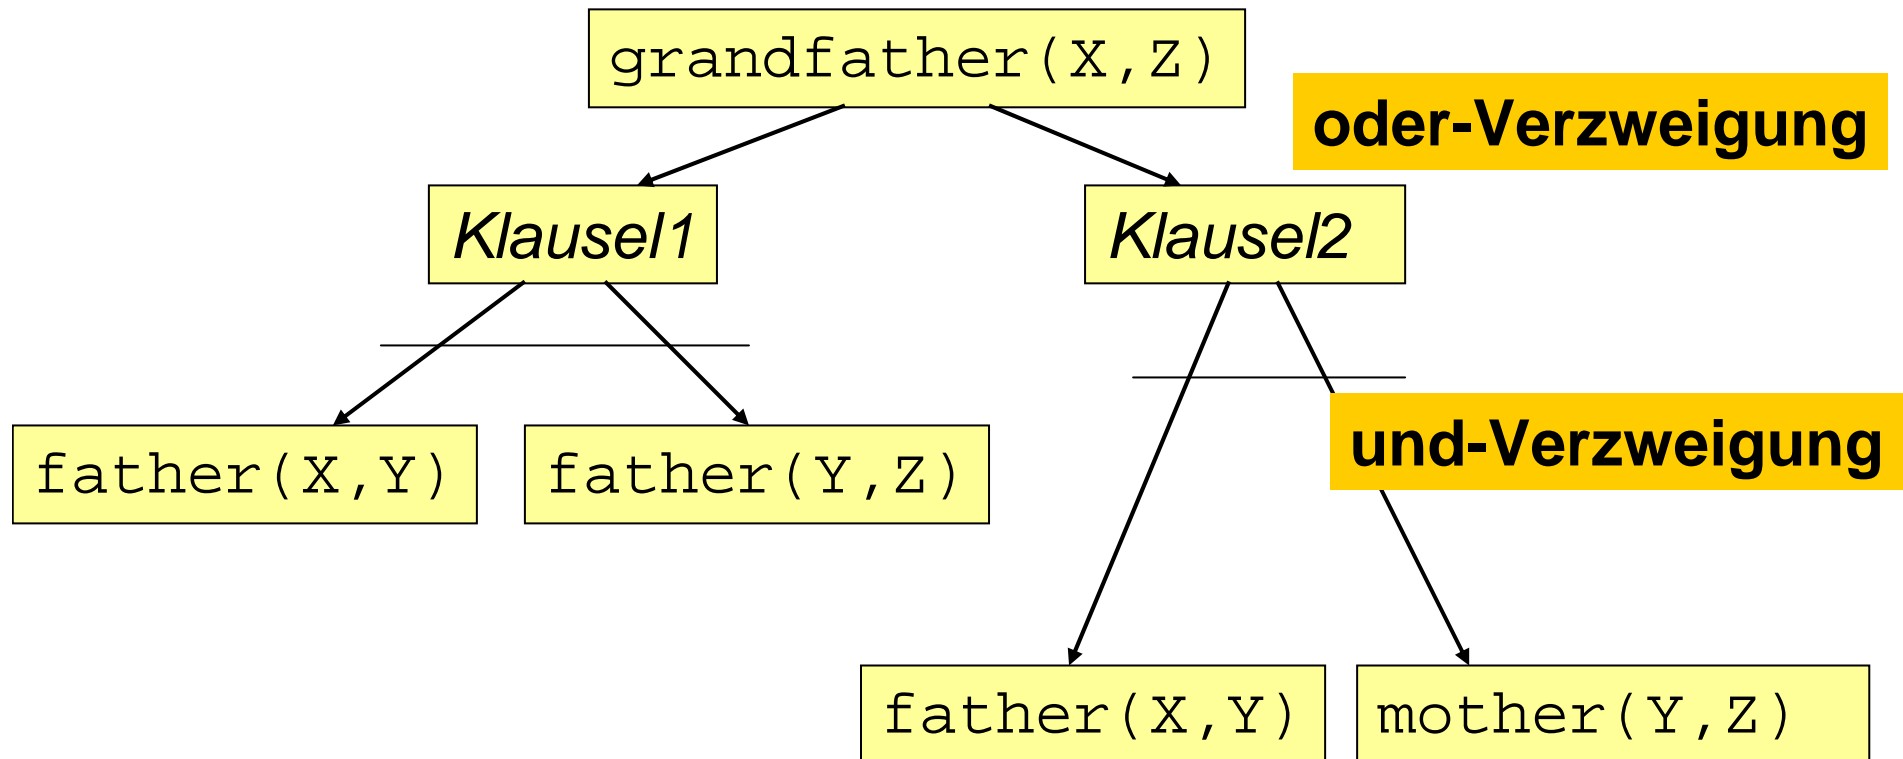 grandfather(X,Z)
oder-Verzweigung
Klausel1
Klausel2
und-Verzweigung
father(X,Y)
father(Y,Z)
father(X,Y)
mother(Y,Z)